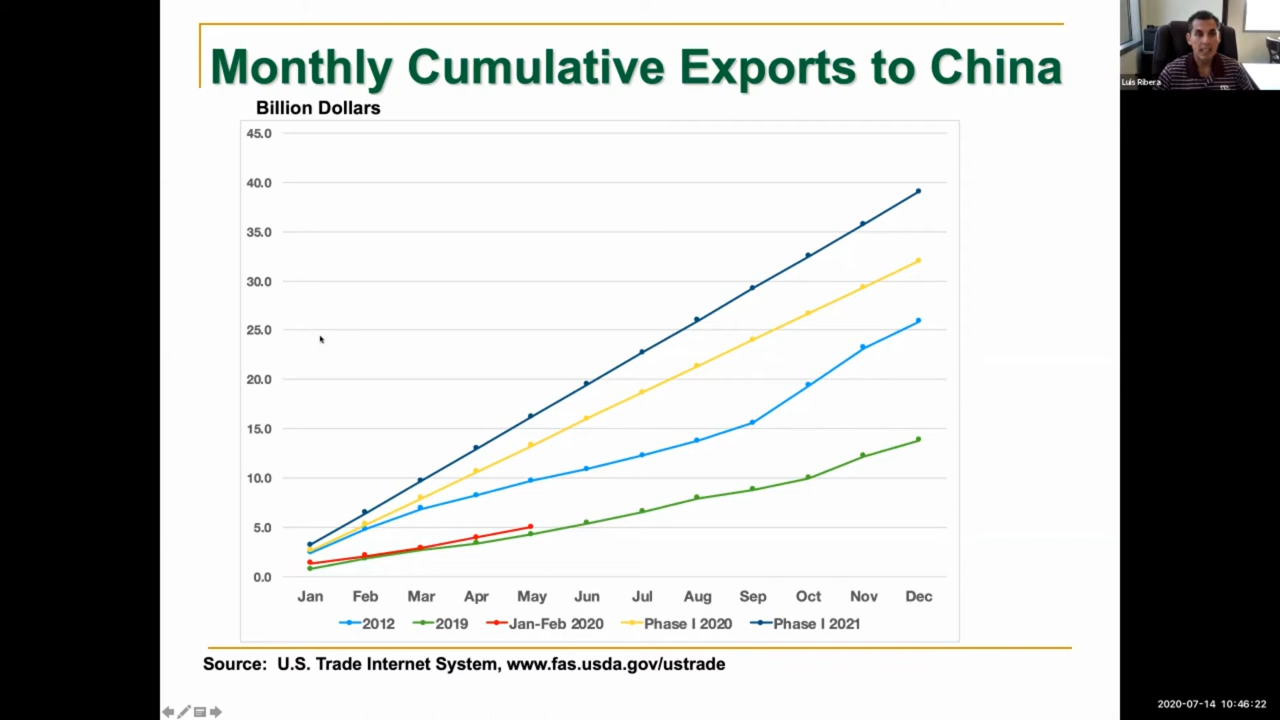 Monthly Cumulative Exports to China
Luis Ribera
Billion Dollars
45.0
40.0
35.0
30.0
25.0
20.0
15.0
10.0
5.0
0.0
Jan Feb Mar Apr May Jun Jul Aug Sep Oct Nov Dec
2012 2019 Jan-Feb 2020 Phase I 2020 Phase I 2021
Source: U.S. Trade Internet System, www.fas.usda.gov/ustrade
2020-07-14 10:46:22